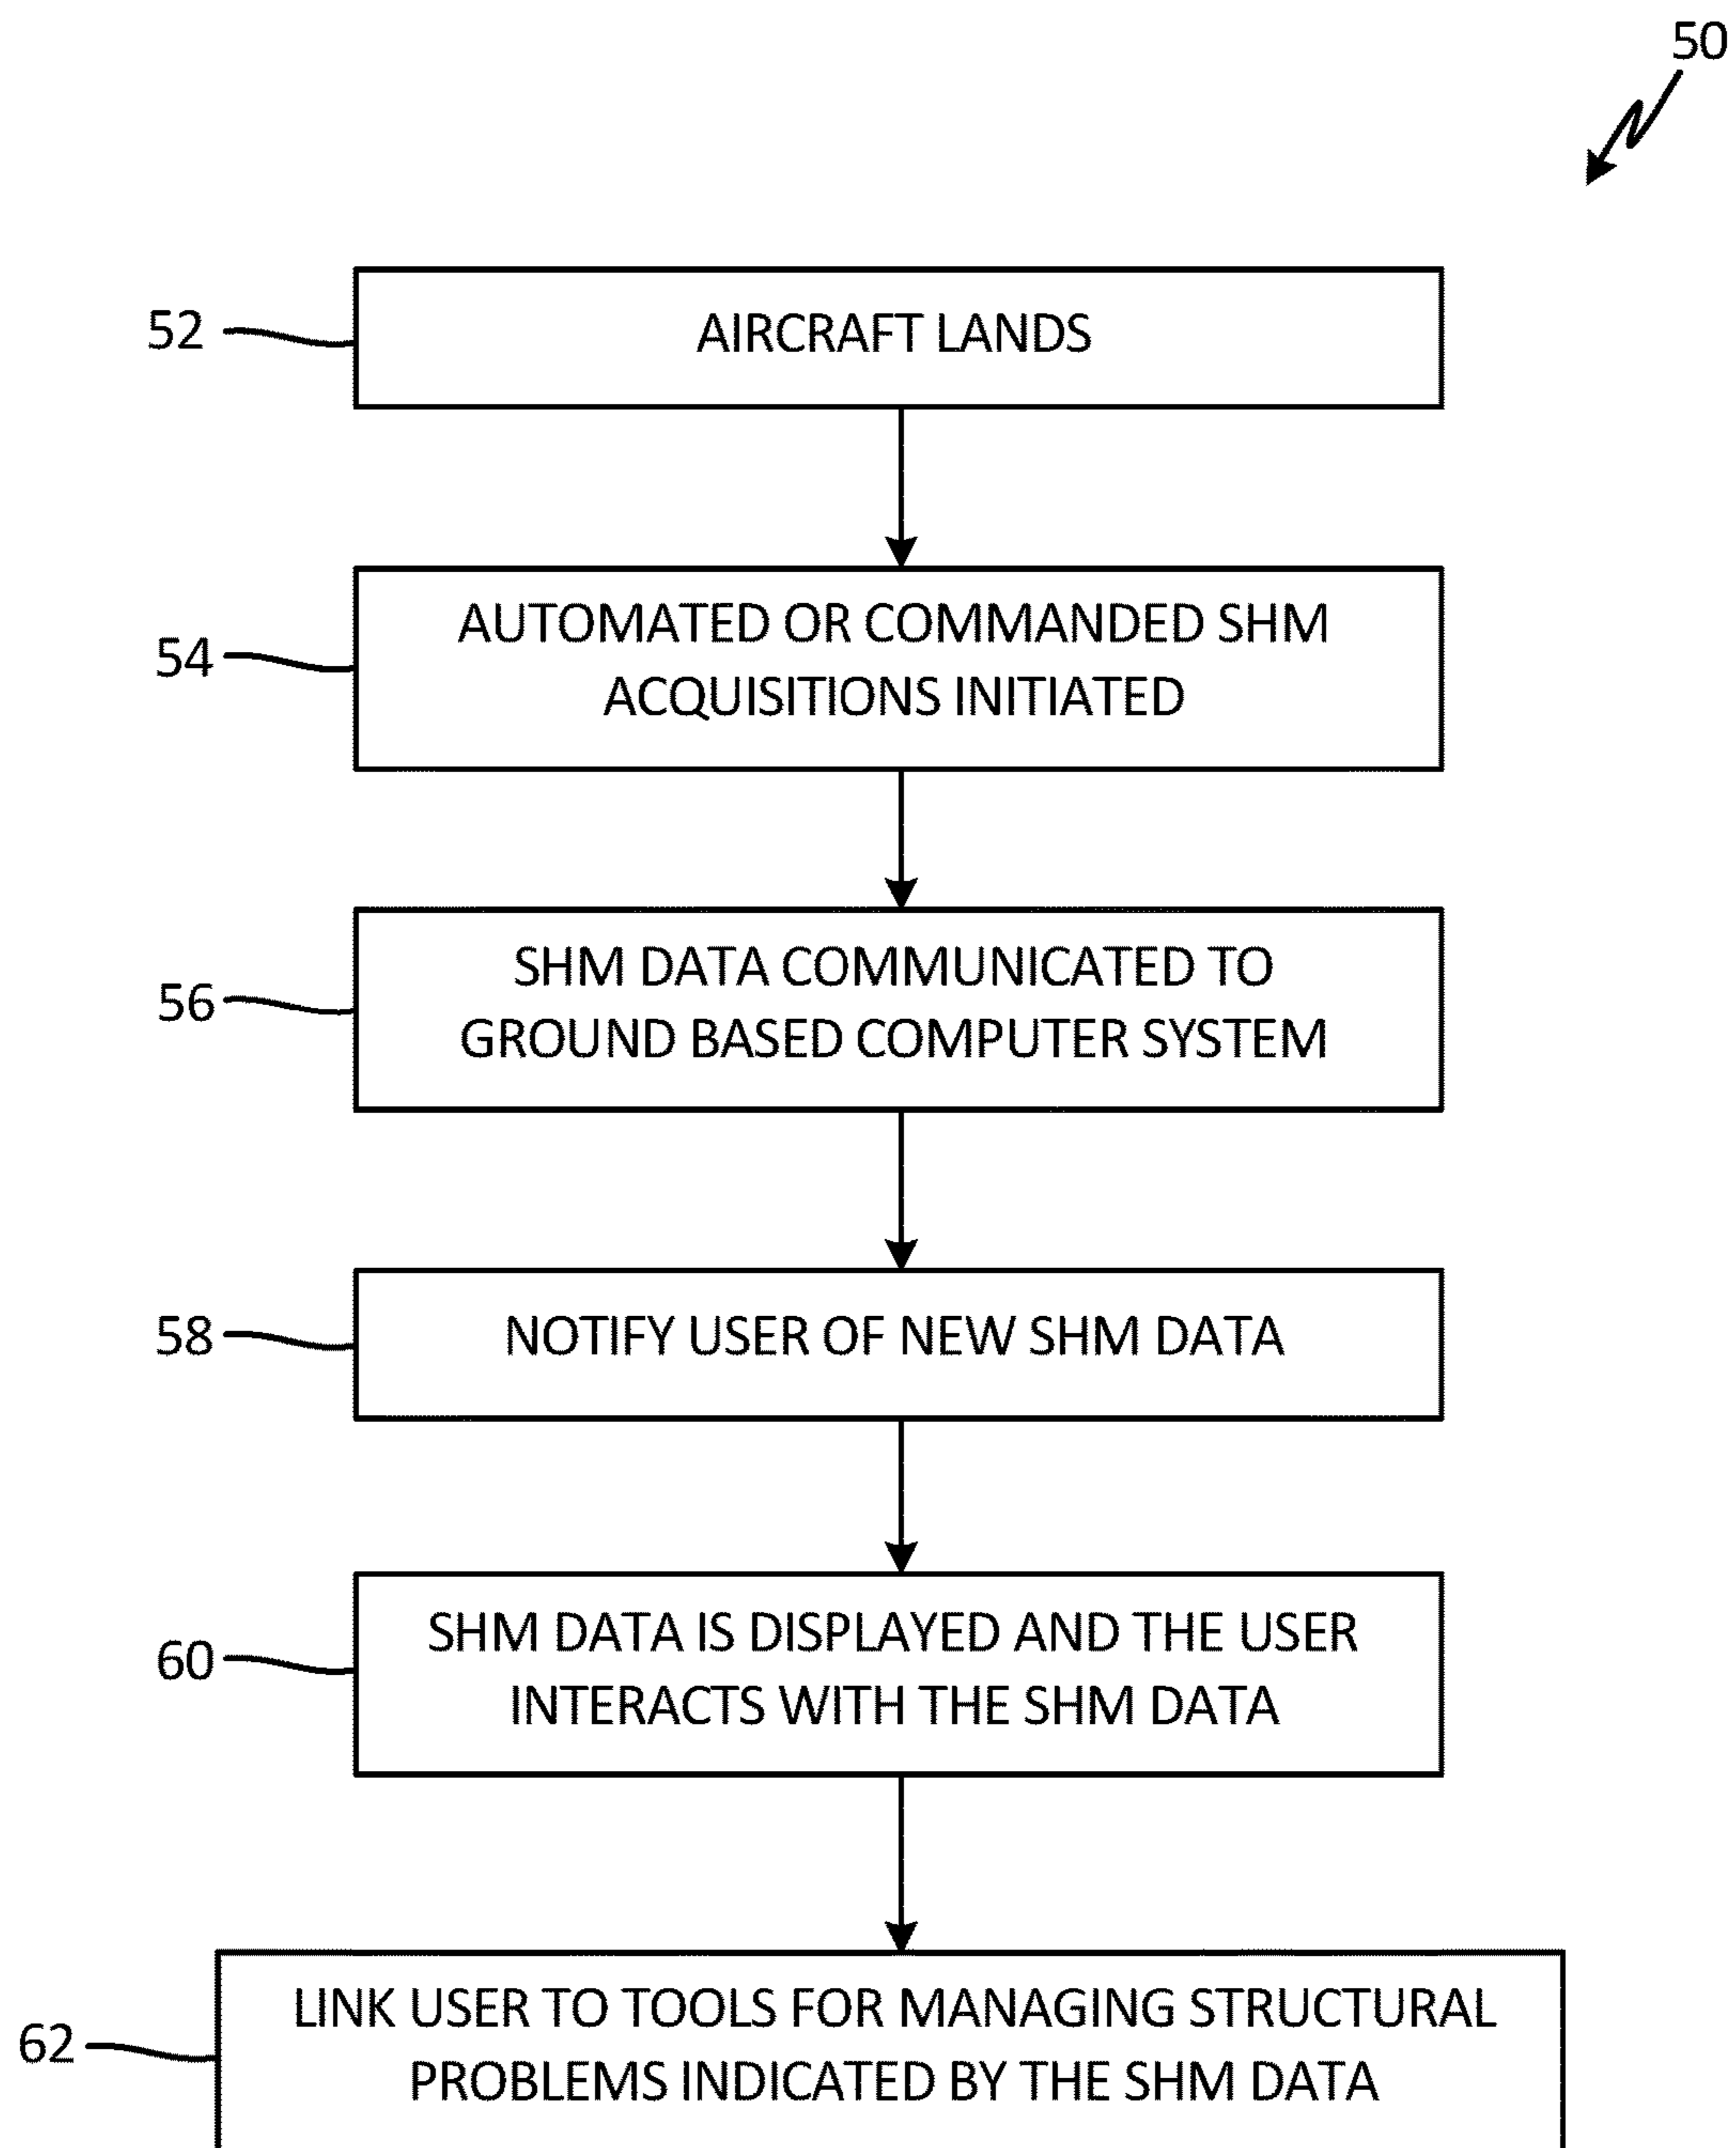 50
52
AIRCRAFT LANDS
54
AUTOMATED OR COMMANDED SHM
ACQUISITIONS INITIATED
56
SHM DATA COMMUNICATED TO
GROUND BASED COMPUTER SYSTEM
58
NOTIFY USER OF NEW SHM DATA
60
SHM DATA IS DISPLAYED AND THE USER
INTERACTS WITH THE SHM DATA
62
LINK USER TO TOOLS FOR MANAGING STRUCTURAL
PROBLEMS INDICATED BY THE SHM DATA